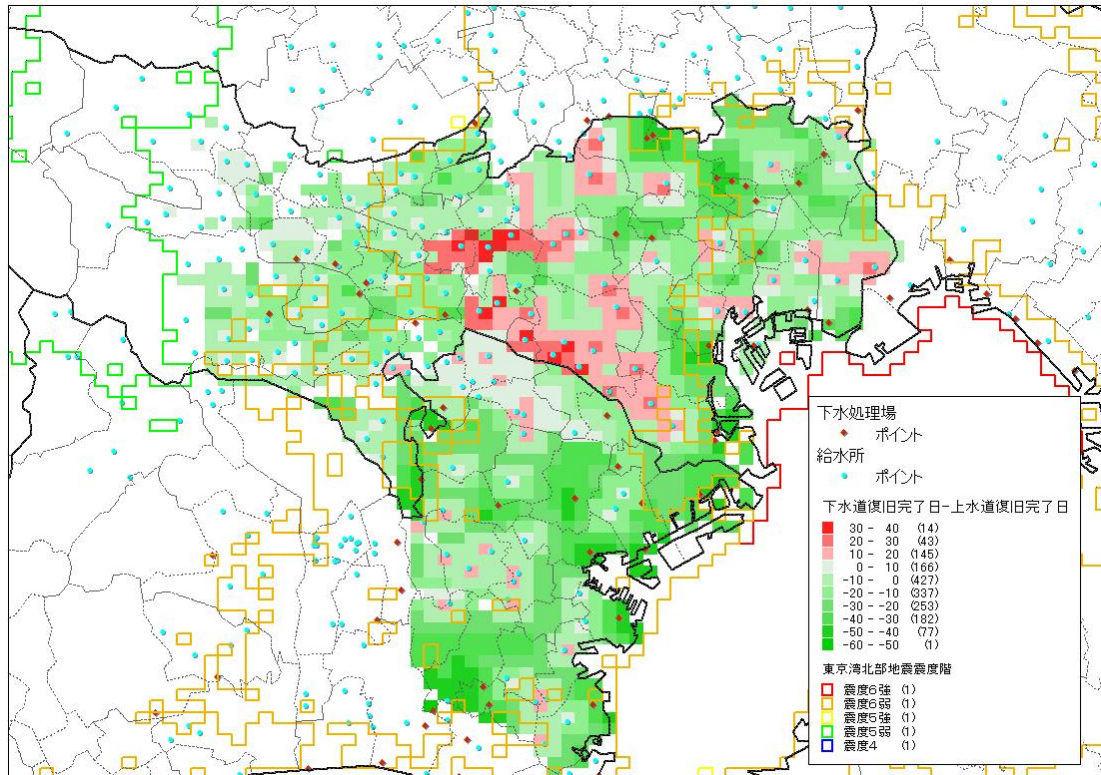 下水処理場
ポイント
給水所
ポイント
下水道復旧完了日-上水道復旧完了日
30 - 40 (14)
20 - 30 (43)
10 - 20 (145)
0 - 10 (166)
-10 - 0 (427)
-20 - -10 (337)
-30 - -20 (253)
-40 - -30 (182)
-50 - -40 (77)
-60 - -50 (1)
東京湾北部地震震度階
震度6強 (1)
震度6弱 (1)
震度5強 (1)
震度5弱 (1)
震度4 (1)